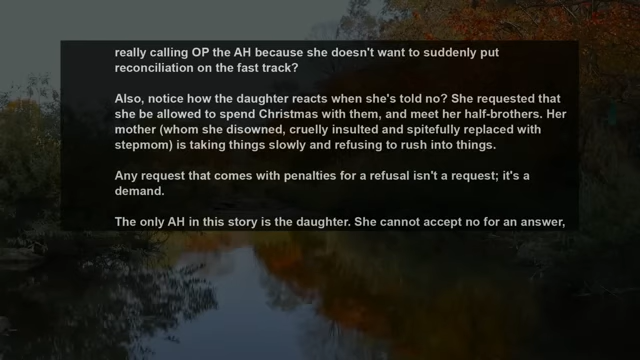 really calling OP the AH because she doesn't want to suddenly put
reconciliation on the fast track?
Also, notice how the daughter reacts when she's told no? She requested that
she be allowed to spend Christmas with them, and meet her half-brothers. Her
mother (whom she disowned, cruelly insulted and spitefully replaced with
stepmom) is taking things slowly and refusing to rush into things.
Any request that comes with penalties for a refusal isn't a request; it's a
demand.
The only AH in this story is the daughter. She cannot accept no for an answer,